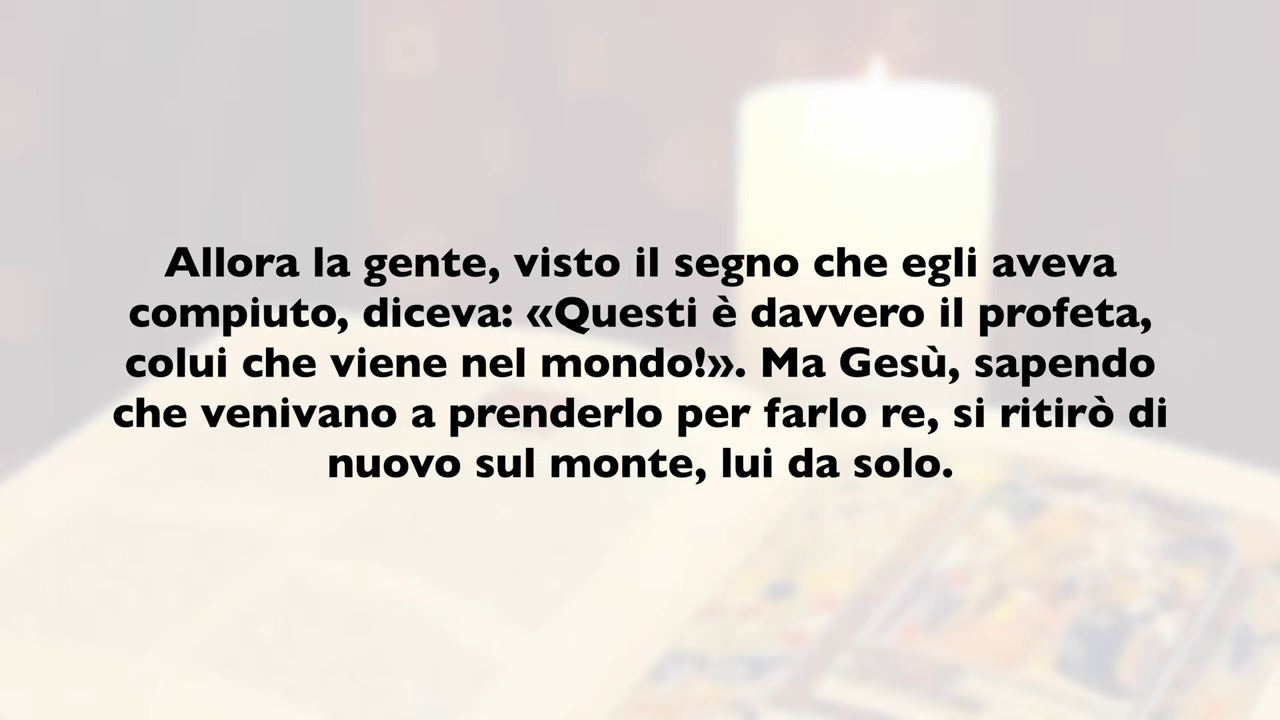 Allora la gente, visto il segno che egli aveva
compiuto, diceva: «Questi è davvero il profeta,
colui che viene nel mondo!». Ma Gesù, sapendo
che venivano a prenderlo per farlo re, si ritirò di
nuovo sul monte, lui da solo.